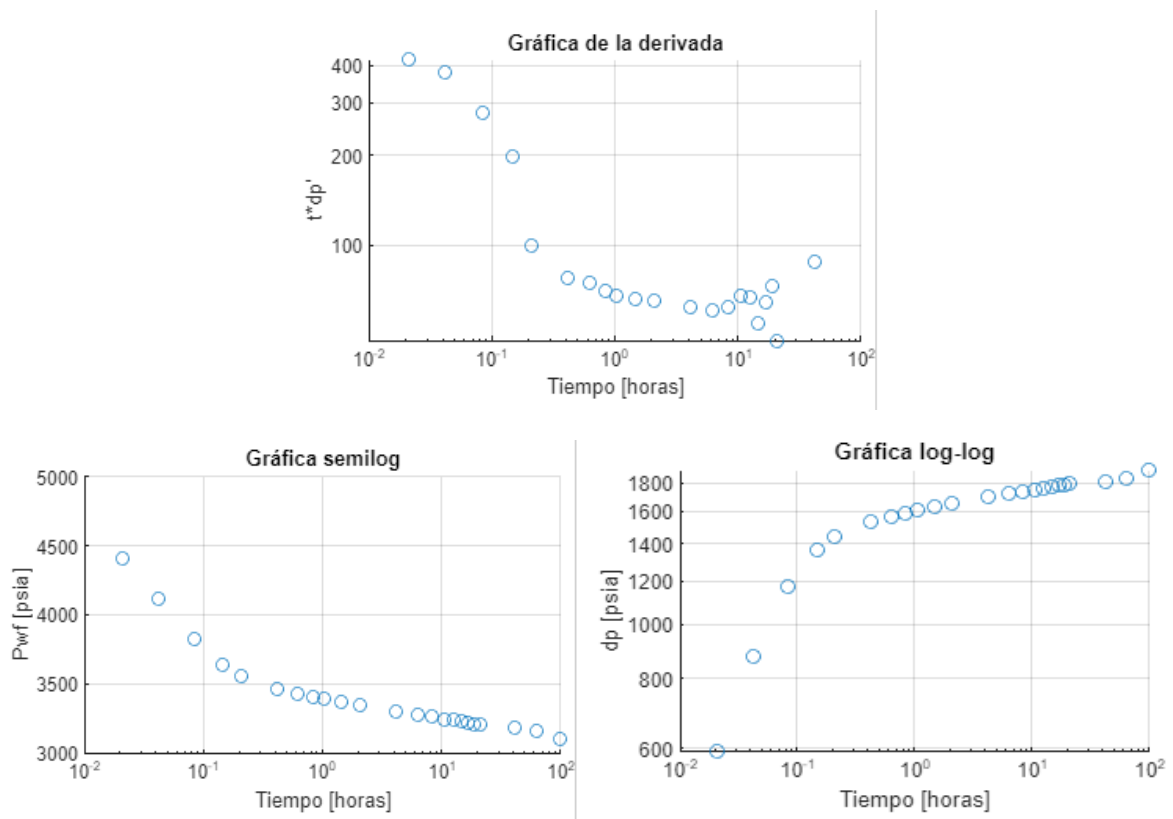 Gráfica de la derivada
400
300
200
100
t*dp'
10-2 10-1 100 101 102
Tiempo [horas]
Gráfica semilog
5000
4500
4000
3500
3000
Pwf [psia]
10-2 10-1 100 101 102
Tiempo [horas]
Gráfica log-log
1800
1600
1400
1200
1000
800
600
dp [psia]
10-2 10-1 100 101 102
Tiempo [horas]